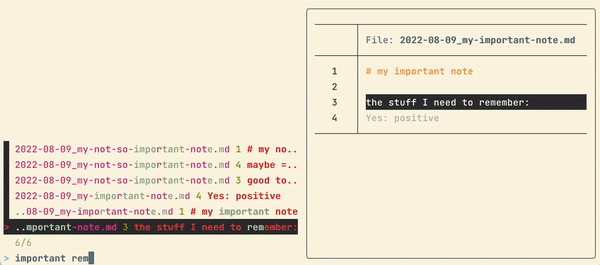 2022-08-09_my-not-so-important-note.md 1 # my no..
2022-08-09_my-not-so-important-note.md 4 maybe =..
2022-08-09_my-not-so-important-note.md 3 good to..
2022-08-09_my-important-note.md 4 Yes: positive
..08-09_my-important-note.md 1 # my important note
> ..mportant-note.md 3 the stuff I need to remember:
6/6
> important rem
File: 2022-08-09_my-important-note.md
1 # my important note
2
3 the stuff I need to remember:
4 Yes: positive